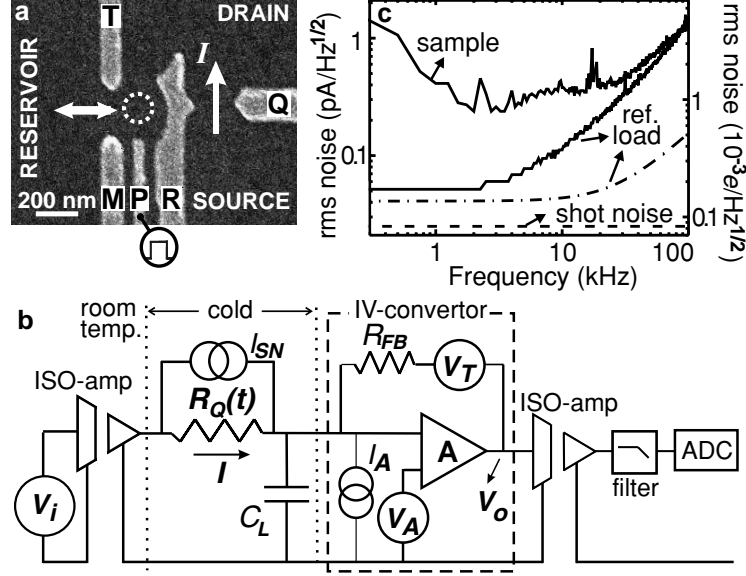 a
T
DRAIN
RESERVOIR
I
Q
200 nm
M
P
R
SOURCE
c
rms noise (pA/Hz1/2)
1
0.1
sample
ref.
load
shot noise
1
0.1
rms noise (10-3e/Hz1/2)
1
10
100
Frequency (kHz)
b
room
temp.
cold
IV-convertor
ISO-amp
ISN
RQ(t)
I
CL
Vi
RFB
VT
IA
A
VA
Vo
ISO-amp
filter
ADC